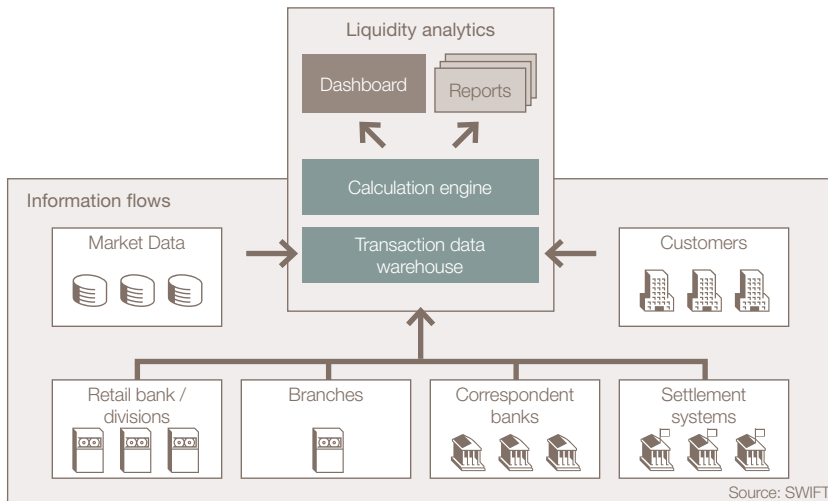 Liquidity analytics
Dashboard
Reports
Calculation engine
Information flows
Market Data
Transaction data
warehouse
Customers
Retail bank /
divisions
Branches
Correspondent
banks
Settlement
systems
Source: SWIFT